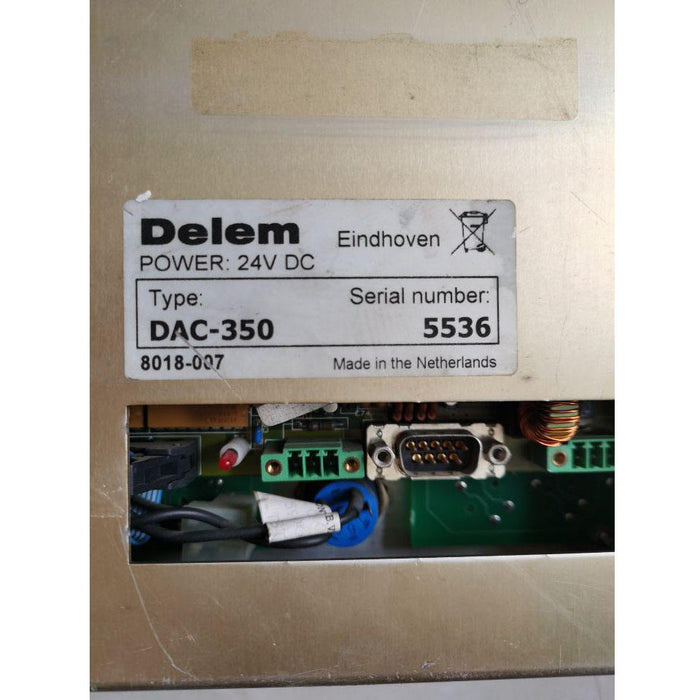 Delem Eindhoven
POWER: 24V DC
Type: Serial number:
DAC-350 5536
8018-007 Made in the Netherlands